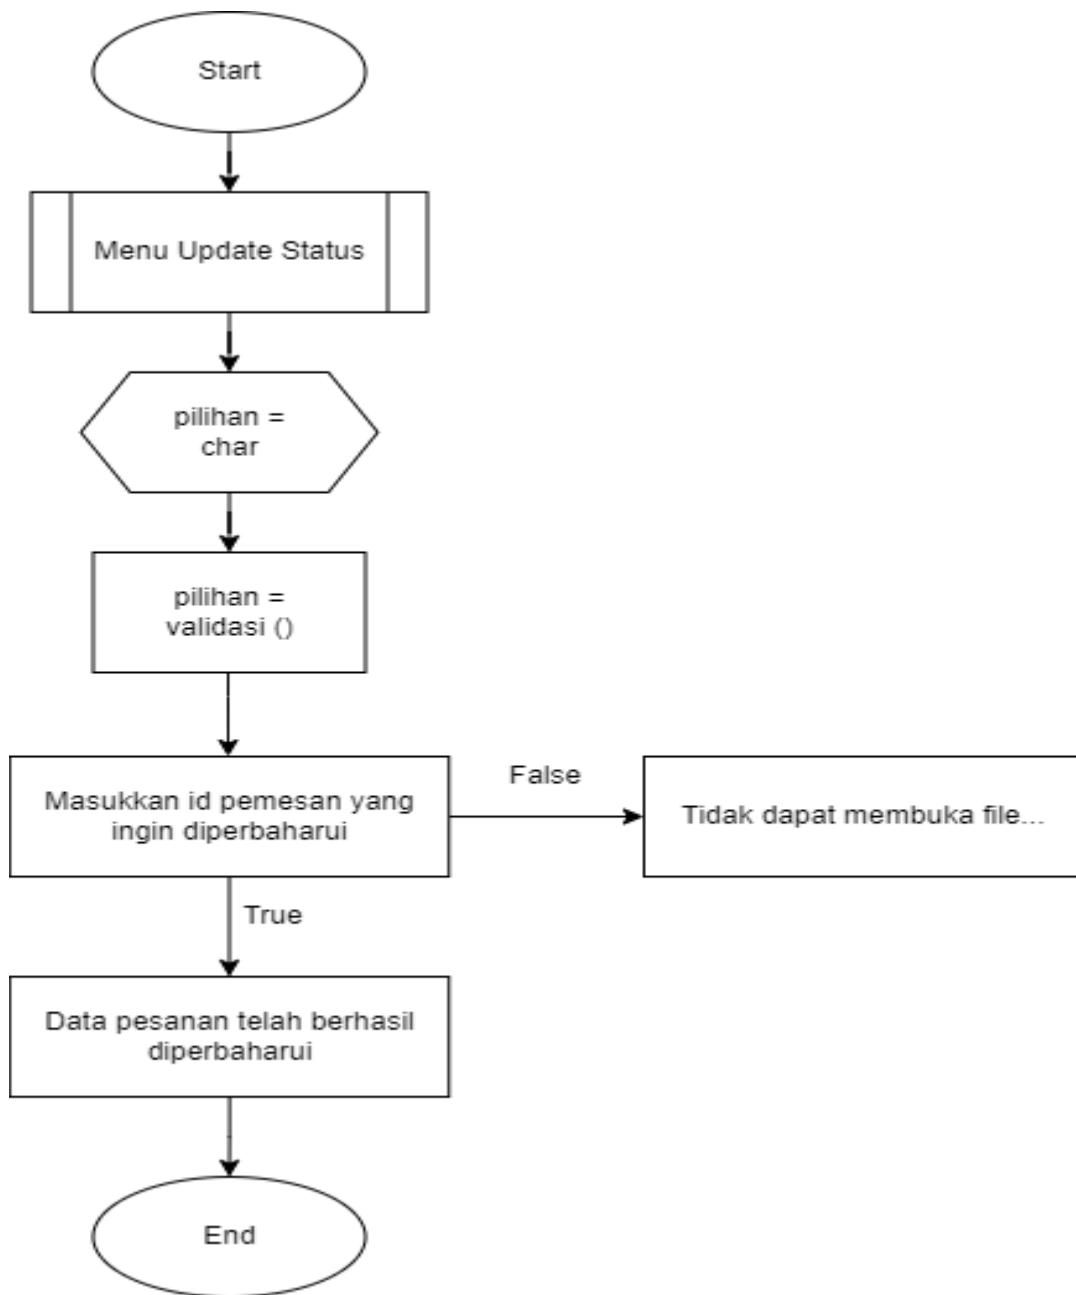 Start
Menu Update Status
pilihan =
char
pilihan =
validasi ()
Masukkan id pemesan yang
ingin diperbaharui
False
Tidak dapat membuka file...
True
Data pesanan telah berhasil
diperbaharui
End